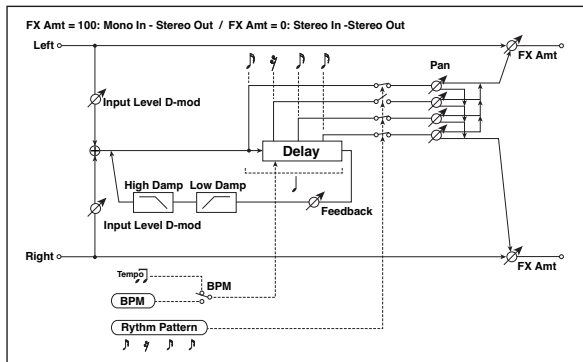 FX Amt = 100: Mono In - Stereo Out / FX Amt = 0: Stereo In -Stereo Out
Left
FX Amt
Pan
Input Level D-mod
Delay
High Damp
Low Damp
Feedback
Input Level D-mod
Right
FX Amt
Tempo
BPM
BPM
Rythm Pattern